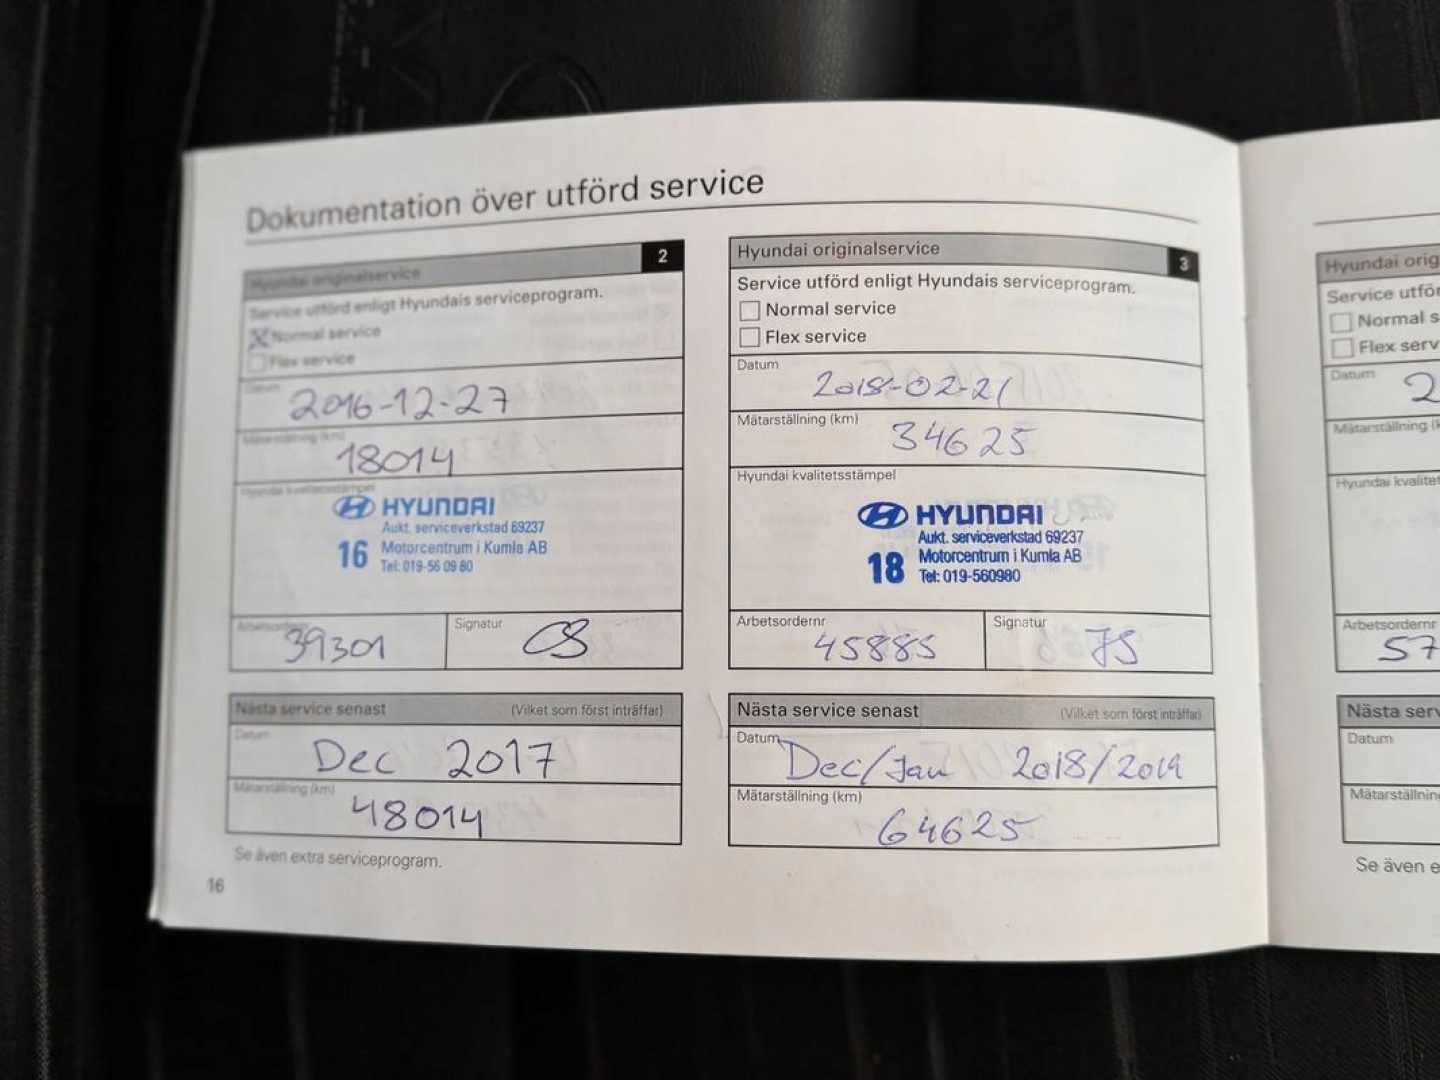 Dokumentation över utförd service
Hyundai originalservice 2
Service utförd enligt Hyundais serviceprogram.
Normal service
Flex service
Datum
2016-12-27
Mätarställning (km)
18014
Hyundai kvalitetsstämpel
HYUNDAI
Aukt. serviceverkstad 69237
16 Motorcentrum i Kumla AB
Tel: 019-56 09 80
Arbetsordernr Signatur
39301 CS
Nästa service senast (Vilket som först inträffar)
Datum
Dec 2017
Mätarställning (km)
48014
Se även extra serviceprogram.
16
Hyundai originalservice 3
Service utförd enligt Hyundais serviceprogram.
Normal service
Flex service
Datum
2018-02-21
Mätarställning (km)
34625
Hyundai kvalitetsstämpel
HYUNDAI
Aukt. serviceverkstad 69237
18 Motorcentrum i Kumla AB
Tel: 019-560980
Arbetsordernr Signatur
45885 JS
Nästa service senast (Vilket som först inträffar)
Datum
Dec/Jan 2018/2019
Mätarställning (km)
64625
Hyundai orig
Service utför
Normal s
Flex serv
Datum
2
Mätarställning (k
Hyundai kvalitet
Arbetsordernr
57
Nästa serv
Datum
Mätarställning
Se även e